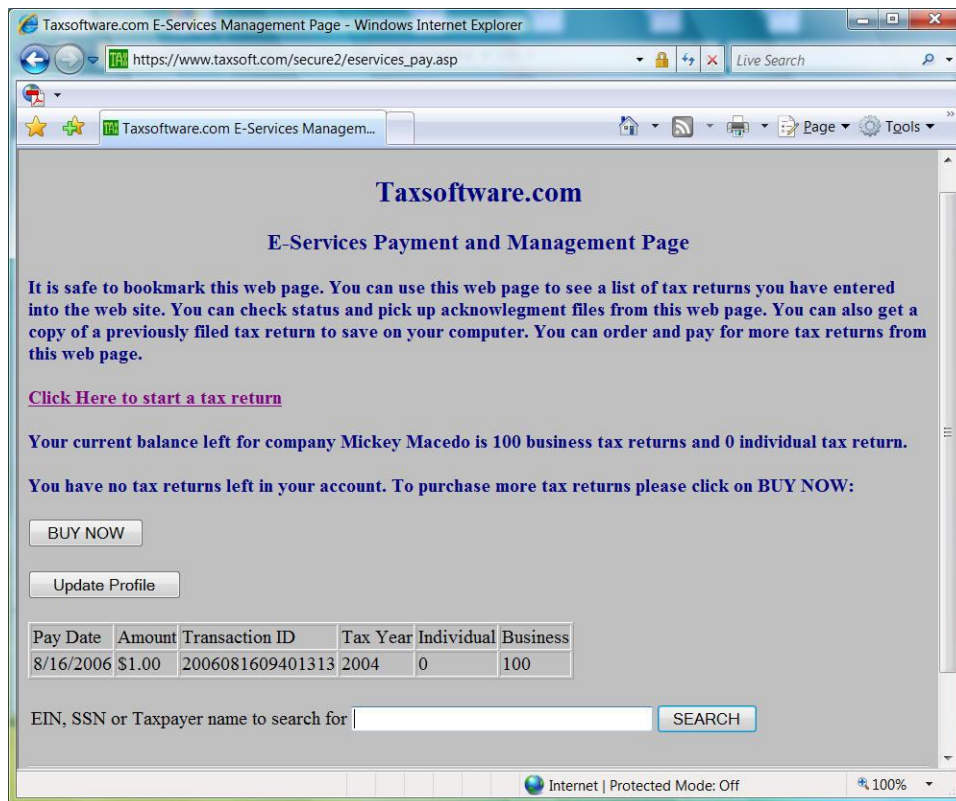 Taxsoftware.com E-Services Management Page - Windows Internet Explorer
https://www.taxsoft.com/secure2/eservices_pay.asp
Live Search
Taxsoftware.com E-Services Managem...
Page
Tools
Taxsoftware.com
E-Services Payment and Management Page
It is safe to bookmark this web page. You can use this web page to see a list of tax returns you have entered
into the web site. You can check status and pick up acknowlegment files from this web page. You can also get a
copy of a previously filed tax return to save on your computer. You can order and pay for more tax returns from
this web page.
Click Here to start a tax return
Your current balance left for company Mickey Macedo is 100 business tax returns and 0 individual tax return.
You have no tax returns left in your account. To purchase more tax returns please click on BUY NOW:
BUY NOW
Update Profile
Pay Date Amount Transaction ID Tax Year Individual Business
8/16/2006 $1.00 2006081609401313 2004 0 100
EIN, SSN or Taxpayer name to search for SEARCH
Internet | Protected Mode: Off 100%